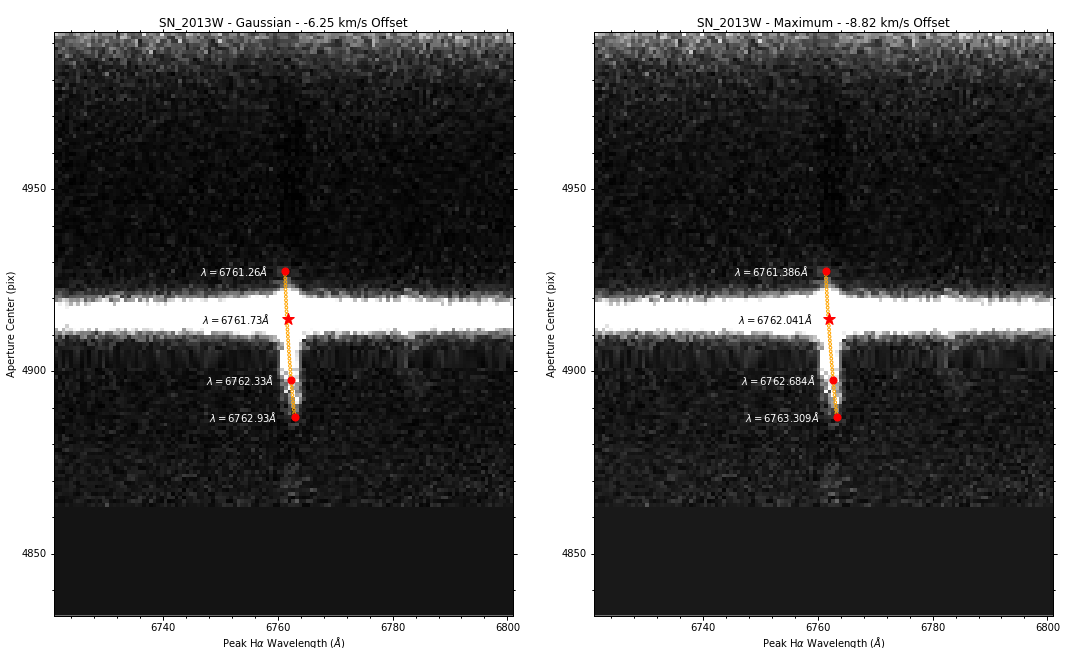 SN_2013W - Gaussian - -6.25 km/s Offset
4950
4900
4850
Aperture Center (pix)
λ = 6761.26Å
λ = 6761.73Å
λ = 6762.33Å
λ = 6762.93Å
6740 6760 6780 6800
Peak Hα Wavelength (Å)
SN_2013W - Maximum - -8.82 km/s Offset
4950
4900
4850
Aperture Center (pix)
λ = 6761.386Å
λ = 6762.041Å
λ = 6762.684Å
λ = 6763.309Å
6740 6760 6780 6800
Peak Hα Wavelength (Å)